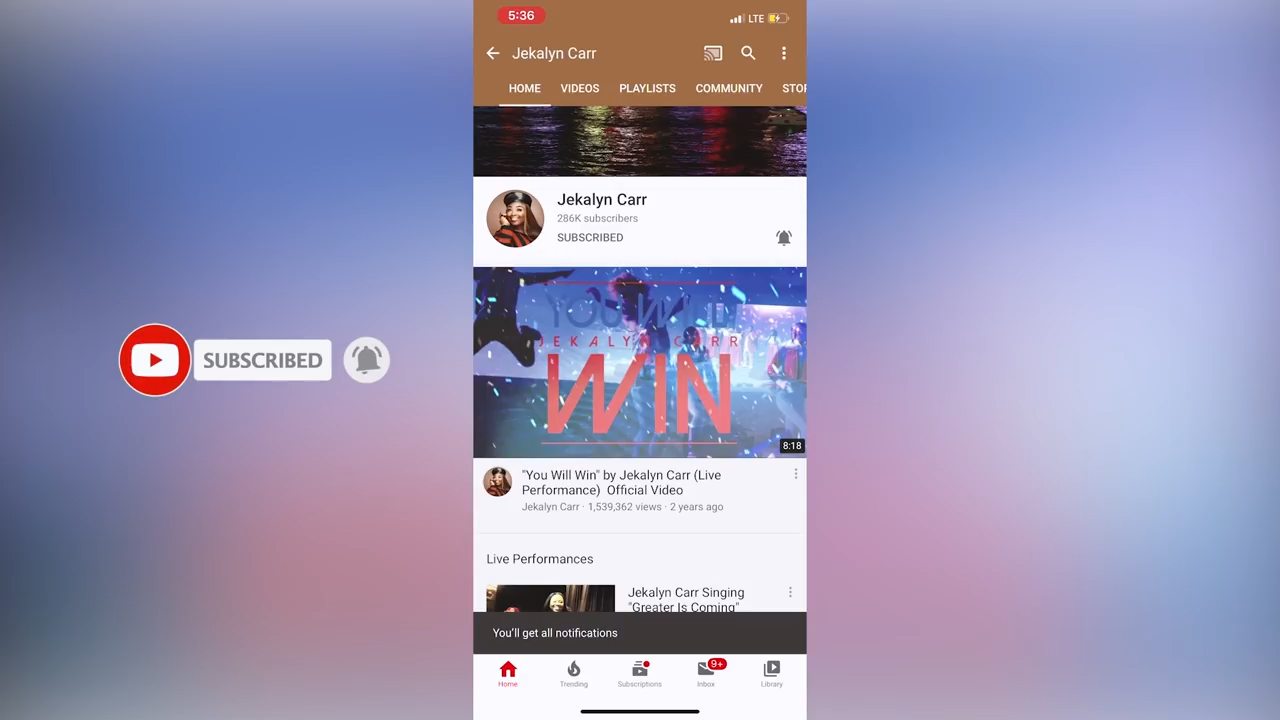 5:36
LTE
Jekalyn Carr
HOME VIDEOS PLAYLISTS COMMUNITY STOR
Jekalyn Carr
286K subscribers
SUBSCRIBED
YOU WILL
JEKALYN CARR
WIN
8:18
SUBSCRIBED
"You Will Win" by Jekalyn Carr (Live
Performance) Official Video
Jekalyn Carr · 1,539,362 views · 2 years ago
Live Performances
Jekalyn Carr Singing
"Greater Is Coming"
You'll get all notifications
9+
Home Trending Subscriptions Inbox Library